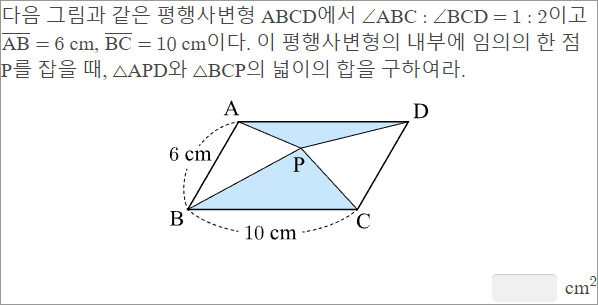 다음 그림과 같은 평행사변형 ABCD에서 ∠ABC : ∠BCD = 1 : 2이고
A̅B̅ = 6 cm, B̅C̅ = 10 cm이다. 이 평행사변형의 내부에 임의의 한 점
P를 잡을 때, △APD와 △BCP의 넓이의 합을 구하여라.
A
D
6 cm
P
B
C
10 cm
cm²